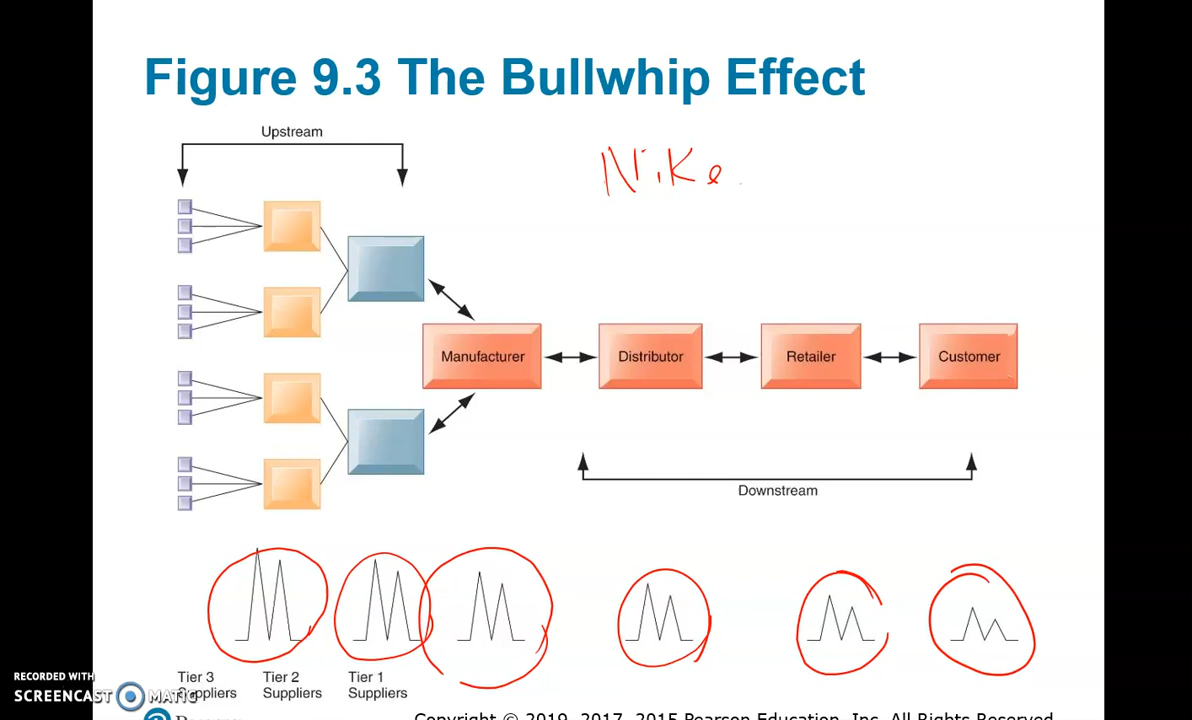 Figure 9.3 The Bullwhip Effect
Upstream
Nike
Manufacturer
Distributor
Retailer
Customer
Downstream
Tier 3 Suppliers
Tier 2 Suppliers
Tier 1 Suppliers
RECORDED WITH
SCREENCAST MATIC
Copyright © 2019, 2017, 2015 Pearson Education, Inc. All Rights Reserved